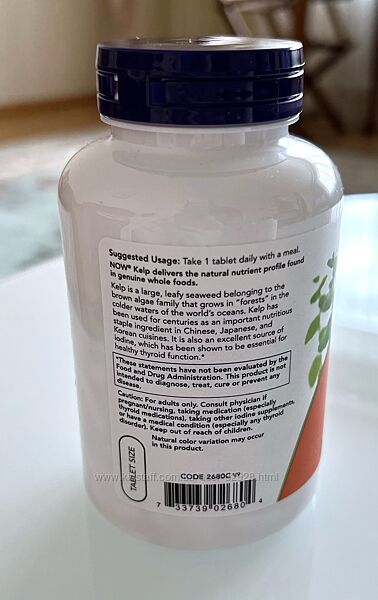 Suggested Usage: Take 1 tablet daily with a meal.
NOW® Kelp delivers the natural nutrient profile found
in genuine whole foods.
Kelp is a large, leafy seaweed belonging to the
brown algae family that grows in "forests" in the
colder waters of the world's oceans. Kelp has
been used for centuries as an important nutritious
staple ingredient in Chinese, Japanese, and
Korean cuisines. It is also an excellent source of
iodine, which has been shown to be essential for
healthy thyroid function.*
*These statements have not been evaluated by the
Food and Drug Administration. This product is not
intended to diagnose, treat, cure or prevent any
disease.
Caution: For adults only. Consult physician if
pregnant/nursing, taking medication (especially
thyroid medications), taking other iodine supplements,
or have a medical condition (especially any thyroid
disorder). Keep out of reach of children.
Natural color variation may occur
in this product.
TABLET SIZE
CODE 2680C
7 33739 02680 4